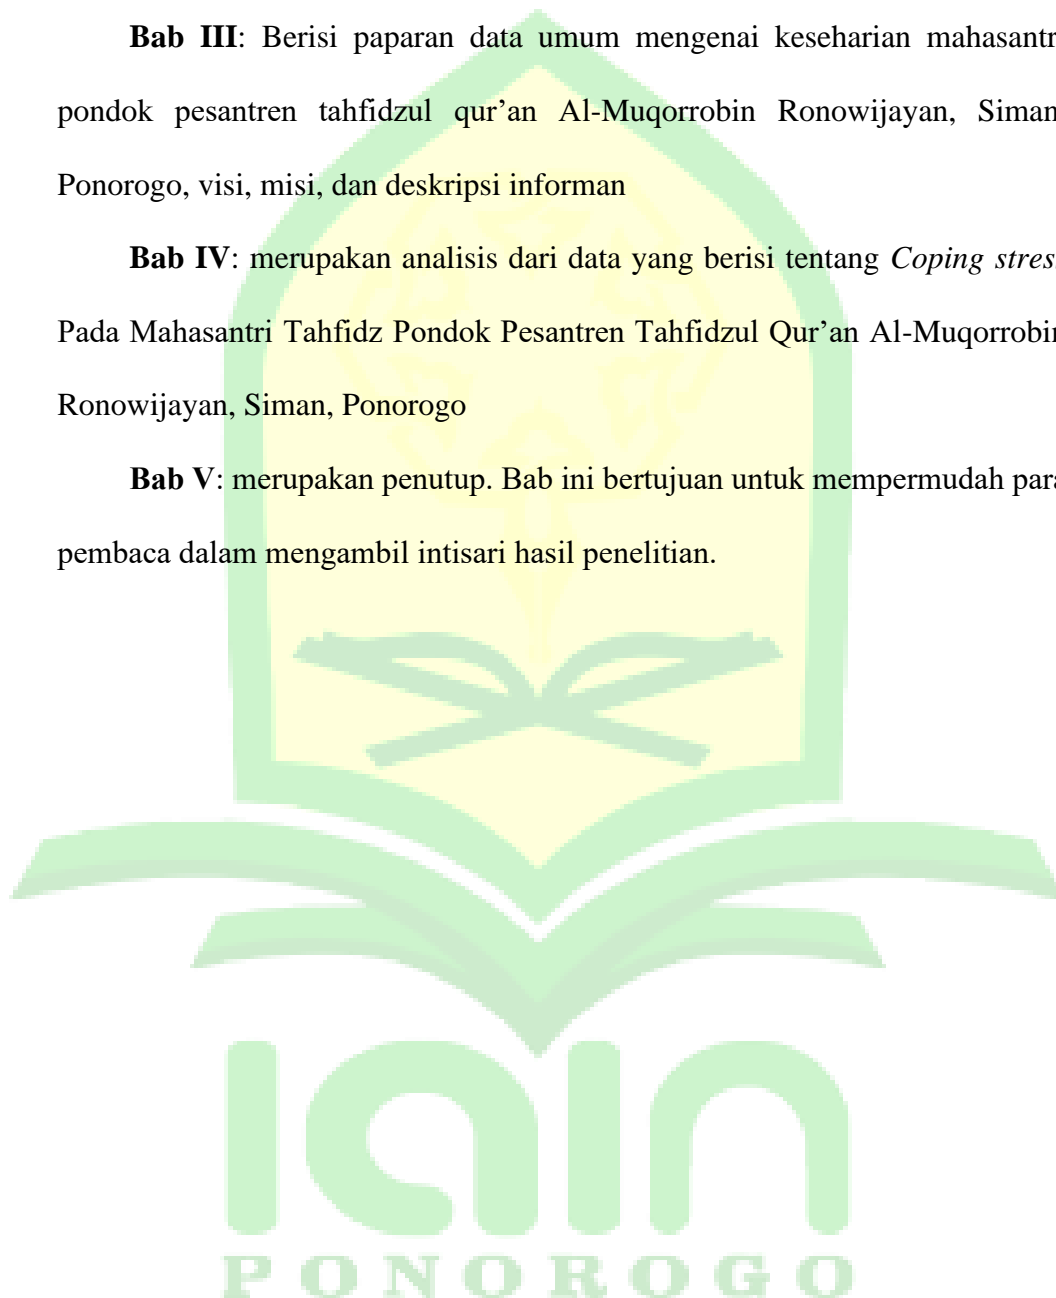 Bab III: Berisi paparan data umum mengenai keseharian mahasantr
pondok pesantren tahfidzul qur’an Al-Muqorrobin Ronowijayan, Siman
Ponorogo, visi, misi, dan deskripsi informan
Bab IV: merupakan analisis dari data yang berisi tentang Coping stres
Pada Mahasantri Tahfidz Pondok Pesantren Tahfidzul Qur’an Al-Muqorrobin
Ronowijayan, Siman, Ponorogo
Bab V: merupakan penutup. Bab ini bertujuan untuk mempermudah para
pembaca dalam mengambil intisari hasil penelitian.
iain
PONOROGO